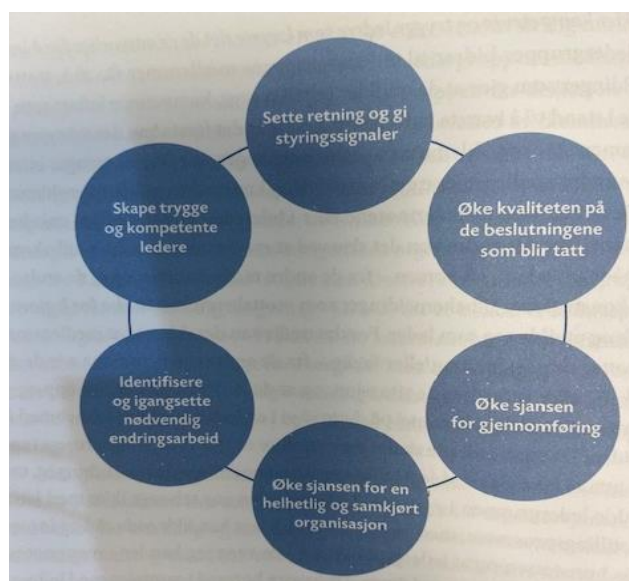 Sette retning og gi
styringssignaler
Øke kvaliteten på
de beslutningene
som blir tatt
Øke sjansen
for gjennomføring
Øke sjansen for en
helhetlig og samkjørt
organisasjon
Identifisere
og igangsette
nødvendig
endringsarbeid
Skape trygge
og kompetente
ledere